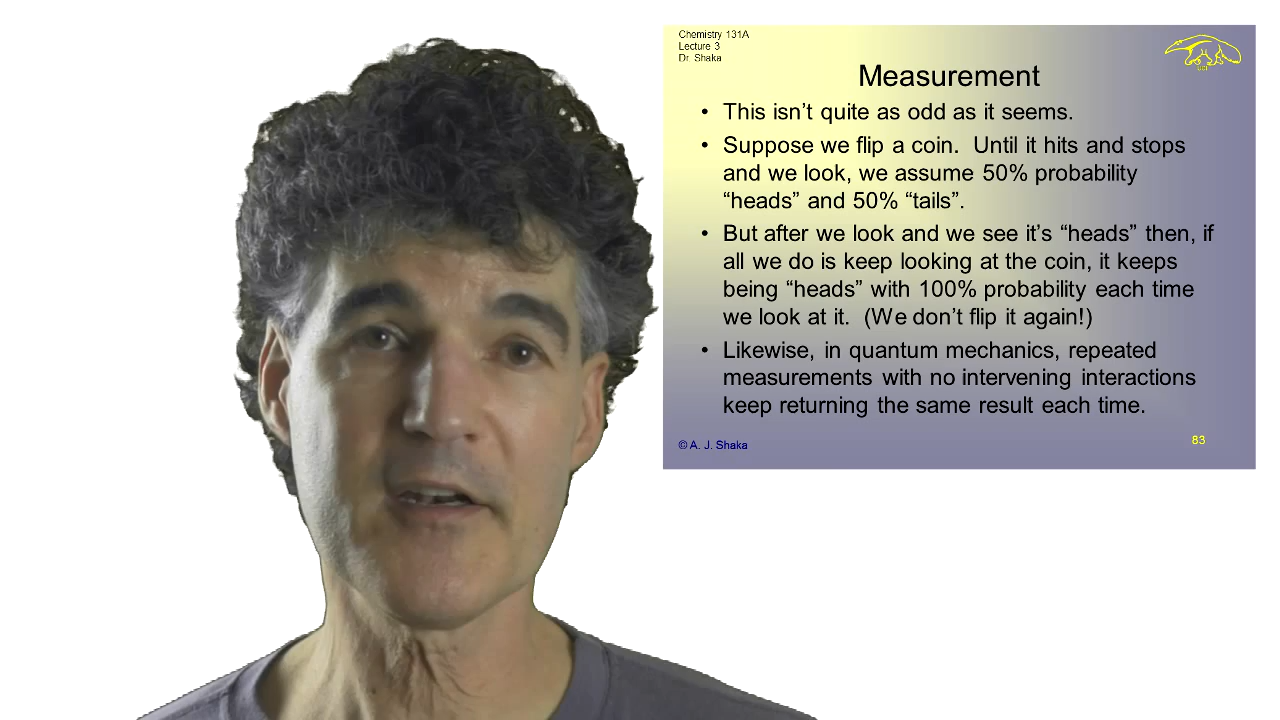 Chemistry 131A
Lecture 3
Dr. Shaka
UCI
Measurement
• This isn’t quite as odd as it seems.
• Suppose we flip a coin.  Until it hits and stops
and we look, we assume 50% probability
“heads” and 50% “tails”.
• But after we look and we see it’s “heads” then, if
all we do is keep looking at the coin, it keeps
being “heads” with 100% probability each time
we look at it.  (We don’t flip it again!)
• Likewise, in quantum mechanics, repeated
measurements with no intervening interactions
keep returning the same result each time.
© A. J. Shaka
83